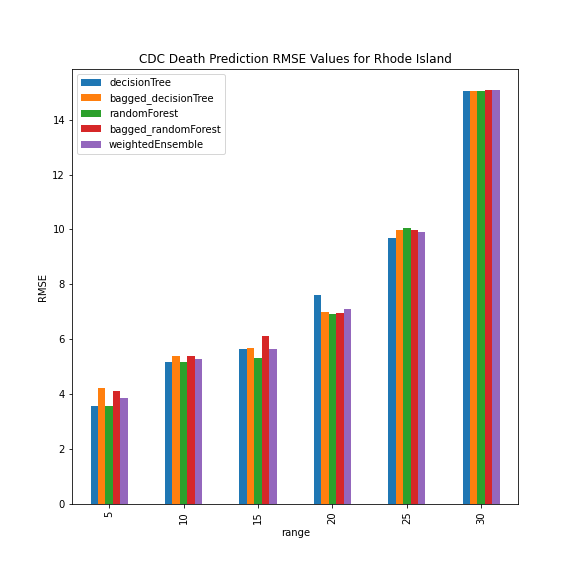 CDC Death Prediction RMSE Values for Rhode Island
decisionTree
bagged_decisionTree
randomForest
bagged_randomForest
weightedEnsemble
14
12
10
8
6
4
2
0
RMSE
5
10
15
20
25
30
range